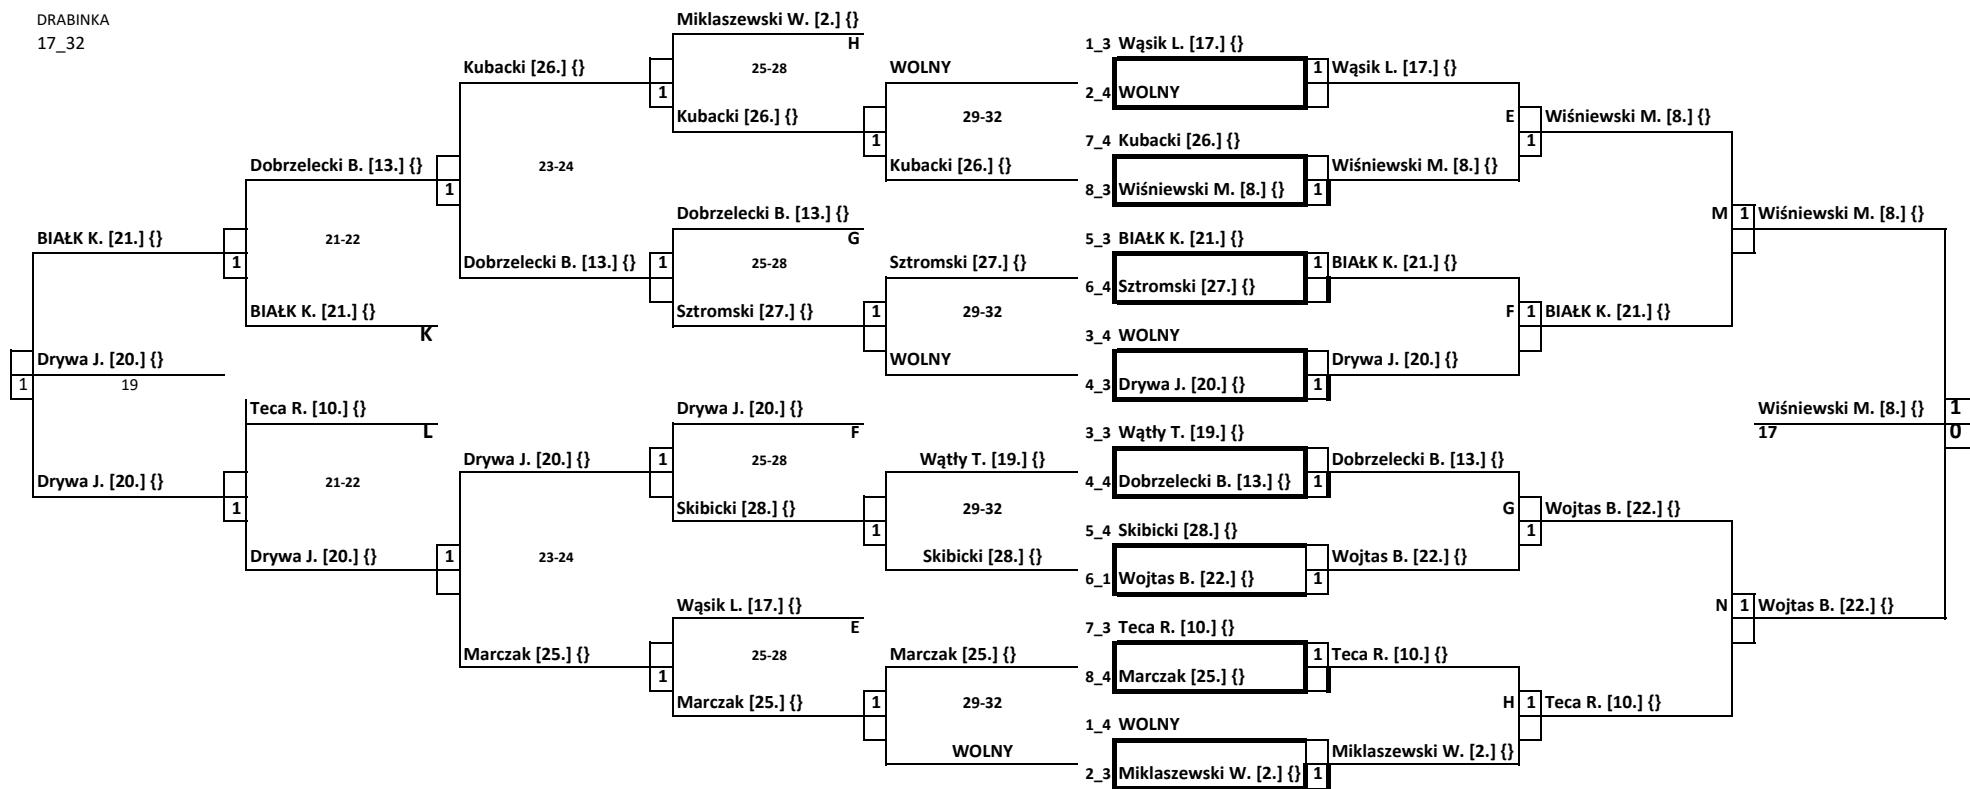 DRABINKA
17_32
Miklaszewski W. [2.] {}
H
1_3 Wąsik L. [17.] {}
Kubacki [26.] {}
25-28
WOLNY
1 Wąsik L. [17.] {}
1
2_4 WOLNY
Kubacki [26.] {}
29-32
E
Wiśniewski M. [8.] {}
1
7_4 Kubacki [26.] {}
1
Dobrzelecki B. [13.] {}
23-24
Kubacki [26.] {}
Wiśniewski M. [8.] {}
1
8_3 Wiśniewski M. [8.] {}
1
Dobrzelecki B. [13.] {}
G
M 1 Wiśniewski M. [8.] {}
BIAŁK K. [21.] {}
21-22
5_3 BIAŁK K. [21.] {}
1
Dobrzelecki B. [13.] {}
1
25-28
Sztromski [27.] {}
1 BIAŁK K. [21.] {}
6_4 Sztromski [27.] {}
BIAŁK K. [21.] {}
K
Sztromski [27.] {}
1
29-32
F 1 BIAŁK K. [21.] {}
3_4 WOLNY
Drywa J. [20.] {}
WOLNY
Drywa J. [20.] {}
1
19
4_3 Drywa J. [20.] {}
1
Teca R. [10.] {}
L
Drywa J. [20.] {}
F
Wiśniewski M. [8.] {}
1
17
0
3_3 Wątły T. [19.] {}
Drywa J. [20.] {}
1
25-28
Wątły T. [19.] {}
Dobrzelecki B. [13.] {}
Drywa J. [20.] {}
21-22
4_4 Dobrzelecki B. [13.] {}
1
1
Skibicki [28.] {}
29-32
G
Wojtas B. [22.] {}
1
5_4 Skibicki [28.] {}
1
Drywa J. [20.] {}
1
23-24
Skibicki [28.] {}
Wojtas B. [22.] {}
6_1 Wojtas B. [22.] {}
1
Wąsik L. [17.] {}
E
N 1 Wojtas B. [22.] {}
7_3 Teca R. [10.] {}
Marczak [25.] {}
25-28
Marczak [25.] {}
1 Teca R. [10.] {}
1
8_4 Marczak [25.] {}
Marczak [25.] {}
1
29-32
H 1 Teca R. [10.] {}
1_4 WOLNY
WOLNY
Miklaszewski W. [2.] {}
2_3 Miklaszewski W. [2.] {}
1